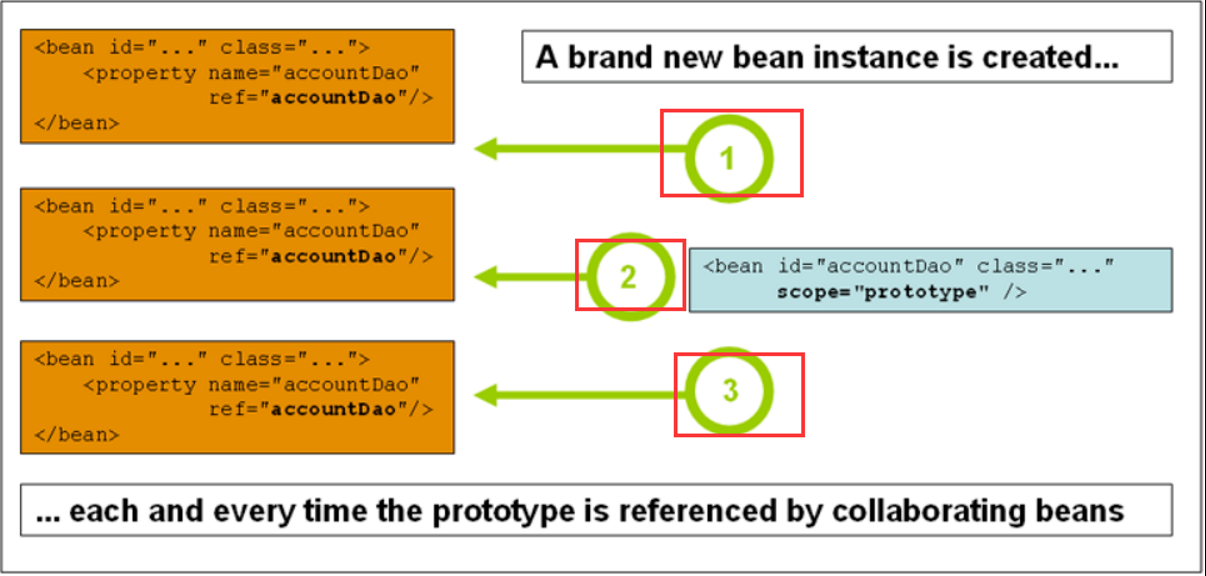 <bean id="..." class="...">
<property name="accountDao"
ref="accountDao"/>
</bean>
A brand new bean instance is created...
1
<bean id="..." class="...">
<property name="accountDao"
ref="accountDao"/>
</bean>
2
<bean id="accountDao" class="..."
scope="prototype" />
<bean id="..." class="...">
<property name="accountDao"
ref="accountDao"/>
</bean>
3
... each and every time the prototype is referenced by collaborating beans